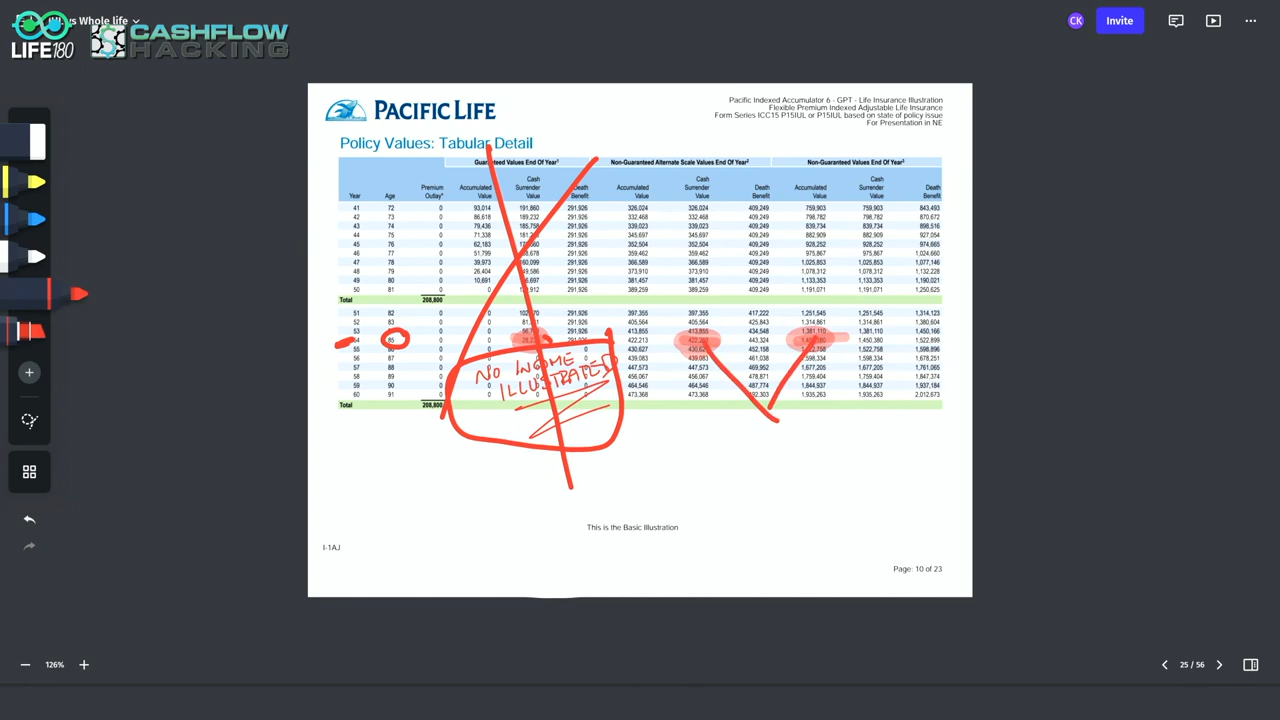 Whole life
CK
Invite
LIFE180
CASHFLOW
HACKING
PACIFIC LIFE
Pacific Indexed Accumulator 6 - GPT - Life Insurance Illustration
Flexible Premium Indexed Adjustable Life Insurance
Form Series ICC15 P15IUL or P15IUL based on state of policy issue
For Presentation in NE
Policy Values: Tabular Detail
Guaranteed Values End Of Year¹ Non-Guaranteed Alternate Scale Values End Of Year² Non-Guaranteed Values End Of Year³
Year Age Premium Outlay* Accumulated Value Cash Surrender Value Death Benefit Accumulated Value Cash Surrender Value Death Benefit Accumulated Value Cash Surrender Value Death Benefit
41 72 0 93,014 191,860 291,926 326,024 326,024 409,249 759,903 759,903 843,493
42 73 0 86,618 189,232 291,926 332,468 332,468 409,249 798,782 798,782 870,672
43 74 0 79,436 291,926 339,023 339,023 409,249 839,734 839,734 898,516
44 75 0 71,338 291,926 345,697 345,697 409,249 882,909 882,909 927,054
45 76 0 62,183 291,926 352,504 352,504 409,249 928,252 928,252 974,665
46 77 0 51,799 291,926 359,462 359,462 409,249 975,867 975,867 1,024,660
47 78 0 39,973 291,926 366,589 366,589 409,249 1,025,853 1,025,853 1,077,146
48 79 0 26,404 291,926 373,910 373,910 409,249 1,078,312 1,078,312 1,132,228
49 80 0 10,691 291,926 381,457 381,457 409,249 1,133,353 1,133,353 1,190,021
50 81 0 0 291,926 389,259 389,259 409,249 1,191,071 1,191,071 1,250,625
Total 208,800
51 82 0 0 291,926 397,355 397,355 417,222 1,251,545 1,251,545 1,314,123
52 83 0 0 291,926 405,564 405,564 425,843 1,314,861 1,314,861 1,380,604
53 84 0 0 291,926 413,855 413,855 434,548 1,381,110 1,381,110 1,450,166
85 0 0 422,213 443,324 1,450,380 1,522,899
55 0 0 430,627 452,158 1,522,758 1,598,896
56 87 0 0 439,083 439,083 461,038 1,598,334 1,598,334 1,678,251
57 88 0 0 447,573 447,573 469,952 1,677,205 1,677,205 1,761,065
58 89 0 0 0 456,067 456,067 478,871 1,759,404 1,759,404 1,847,374
59 90 0 0 0 0 464,546 464,546 487,774 1,844,937 1,844,937 1,937,184
60 91 0 0 0 0 473,368 473,368 1,935,263 1,935,263 2,012,673
Total 208,800
NO INCOME
ILLUSTRATED
This is the Basic Illustration
I-1AJ
Page: 10 of 23
126%
25 / 56